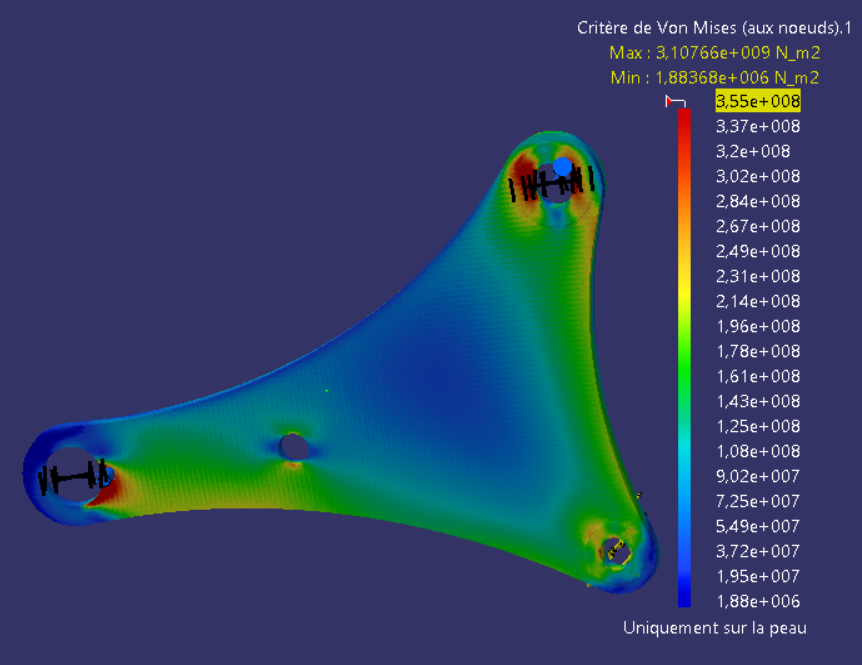 Critère de Von Mises (aux noeuds).1
Max : 3,10766e+009 N_m2
Min : 1,88368e+006 N_m2
3,55e+008
3,37e+008
3,2e+008
3,02e+008
2,84e+008
2,67e+008
2,49e+008
2,31e+008
2,14e+008
1,96e+008
1,78e+008
1,61e+008
1,43e+008
1,25e+008
1,08e+008
9,02e+007
7,25e+007
5,49e+007
3,72e+007
1,95e+007
1,88e+006
Uniquement sur la peau